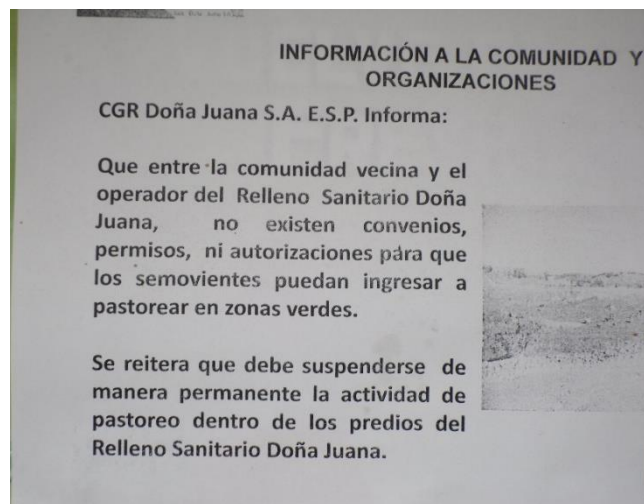 INFORMACIÓN A LA COMUNIDAD Y
ORGANIZACIONES
CGR Doña Juana S.A. E.S.P. Informa:
Que entre la comunidad vecina y el
operador del Relleno Sanitario Doña
Juana, no existen convenios,
permisos, ni autorizaciones para que
los semovientes puedan ingresar a
pastorear en zonas verdes.
Se reitera que debe suspenderse de
manera permanente la actividad de
pastoreo dentro de los predios del
Relleno Sanitario Doña Juana.